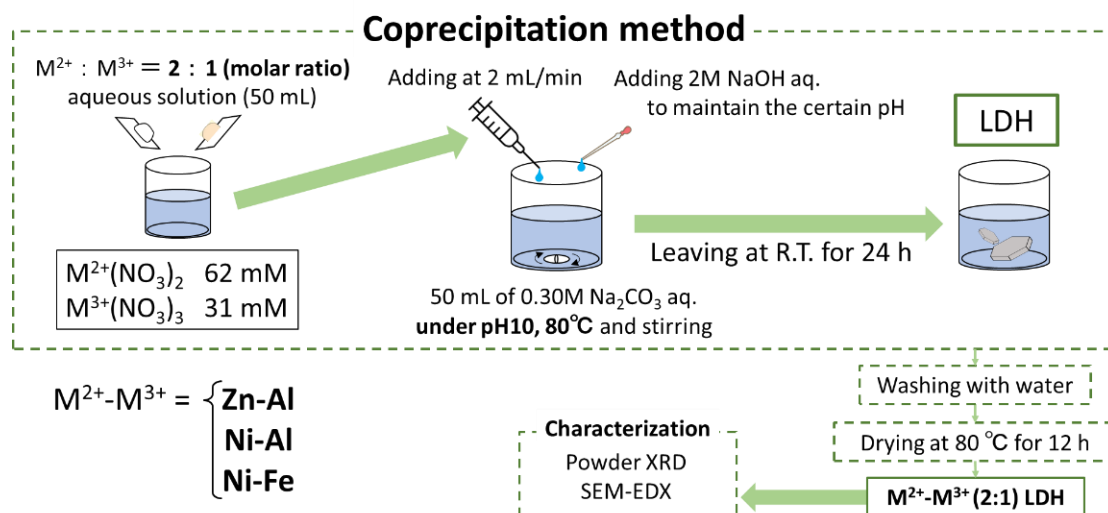 Coprecipitation method
M²⁺ : M³⁺ = 2 : 1 (molar ratio)
aqueous solution (50 mL)
M²⁺(NO₃)₂ 62 mM
M³⁺(NO₃)₃ 31 mM
Adding at 2 mL/min
Adding 2M NaOH aq.
to maintain the certain pH
50 mL of 0.30M Na₂CO₃ aq.
under pH10, 80℃ and stirring
Leaving at R.T. for 24 h
LDH
Washing with water
Drying at 80 ℃ for 12 h
M²⁺-M³⁺ (2:1) LDH
Characterization
Powder XRD
SEM-EDX
M²⁺-M³⁺ =
Zn-Al
Ni-Al
Ni-Fe